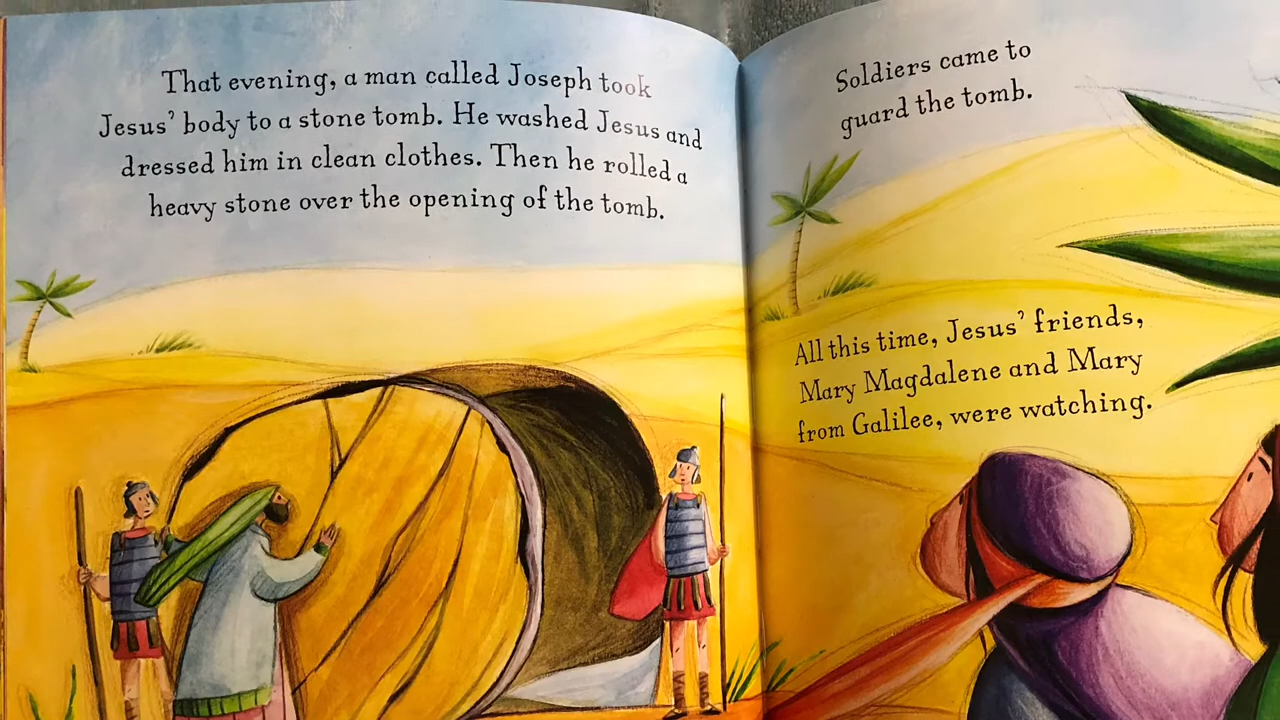 That evening, a man called Joseph took
Jesus’ body to a stone tomb. He washed Jesus and
dressed him in clean clothes. Then he rolled a
heavy stone over the opening of the tomb.
Soldiers came to
guard the tomb.
All this time, Jesus’ friends,
Mary Magdalene and Mary
from Galilee, were watching.